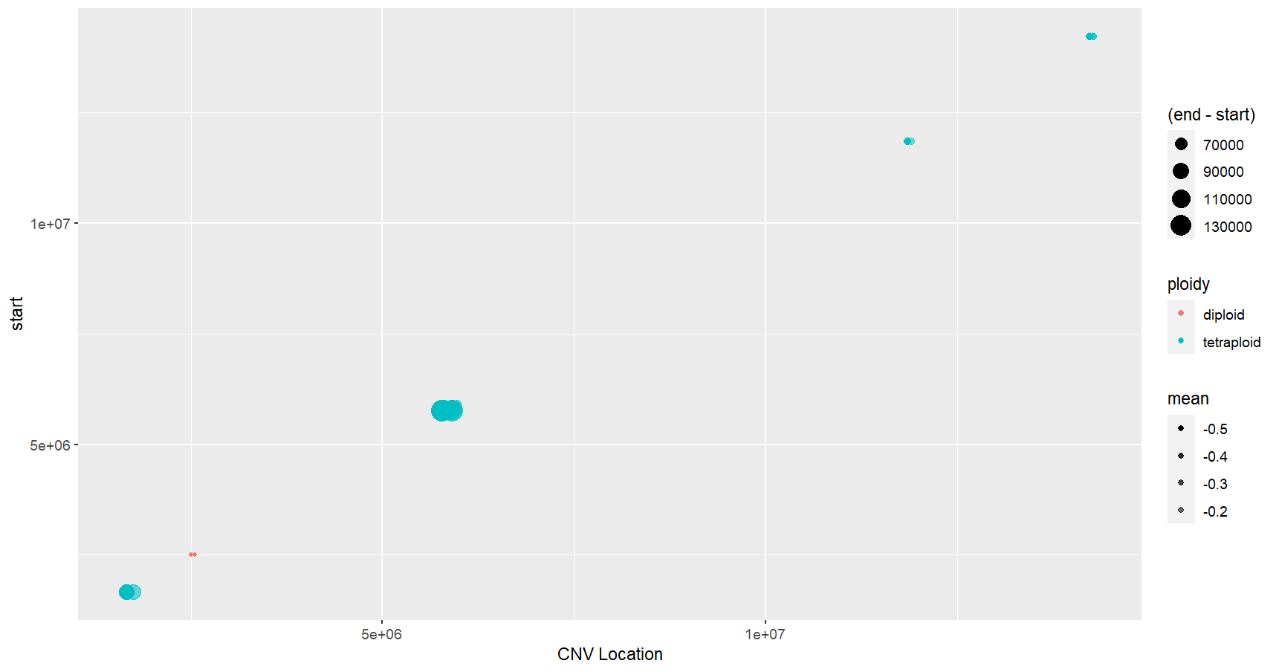 start
1e+07
5e+06
5e+06
1e+07
CNV Location
(end - start)
70000
90000
110000
130000
ploidy
diploid
tetraploid
mean
-0.5
-0.4
-0.3
-0.2